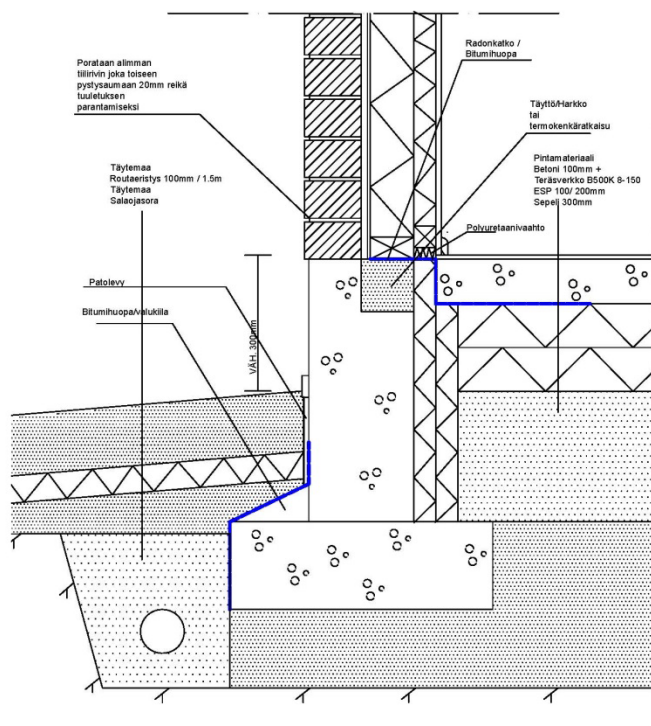 Radonkatko /
Bitumihuopa
Porataan alimman
tiilirivin joka toiseen
pystysaumaan 20mm reikä
tuuletuksen
parantamiseksi
Täyttö/Harkko
tai
termokenkäratkaisu
Täytemaa
Routaeristys 100mm / 1.5m
Täytemaa
Salaojasora
Pintamateriaali
Betoni 100mm +
Teräsverkko B500K 8-150
ESP 100/ 200mm
Sepeli 300mm
Polyuretaanivaahto
Patolevy
Bitumihuopa/valukiila
VÄH. 300mm